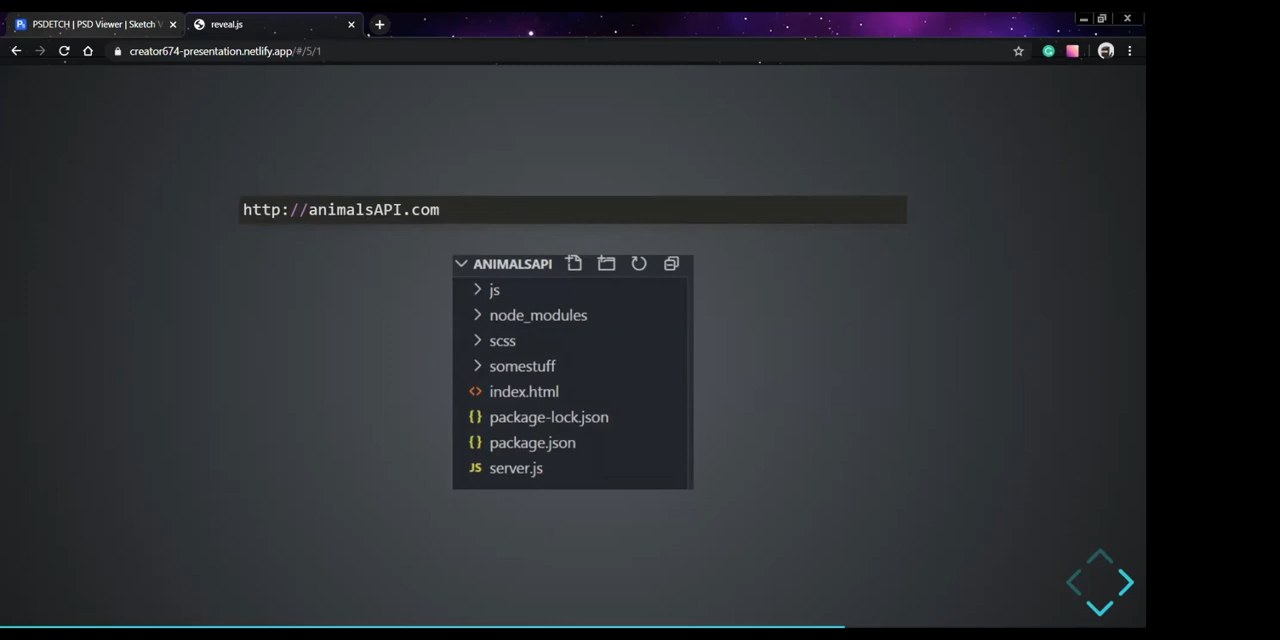 PSDETCH | PSD Viewer | Sketch V
reveal.js
creator674-presentation.netlify.app/#/5/1
http://animalsAPI.com
ANIMALSAPI
js
node_modules
scss
somestuff
index.html
package-lock.json
package.json
JS server.js